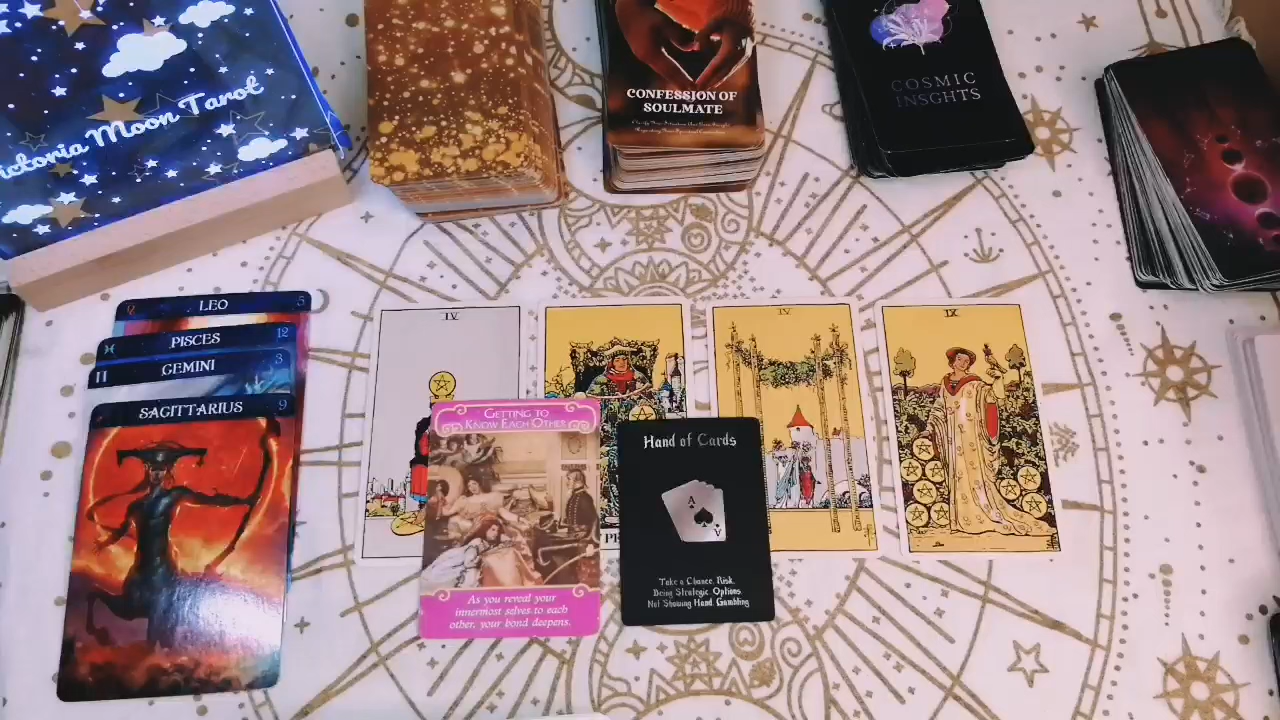 Victoria Moon Tarot
CONFESSION OF
SOULMATE
COSMIC
INSGHTS
LEO 5
PISCES 12
GEMINI 3
SAGITTARIUS 9
IV
IV
IX
GETTING TO
KNOW EACH OTHER
As you reveal your
innermost selves to each
other, your bond deepens.
Hand of Cards
A
A
Take a Chance, Risk,
Being Strategic, Options
Not Showing Hand, Gambling